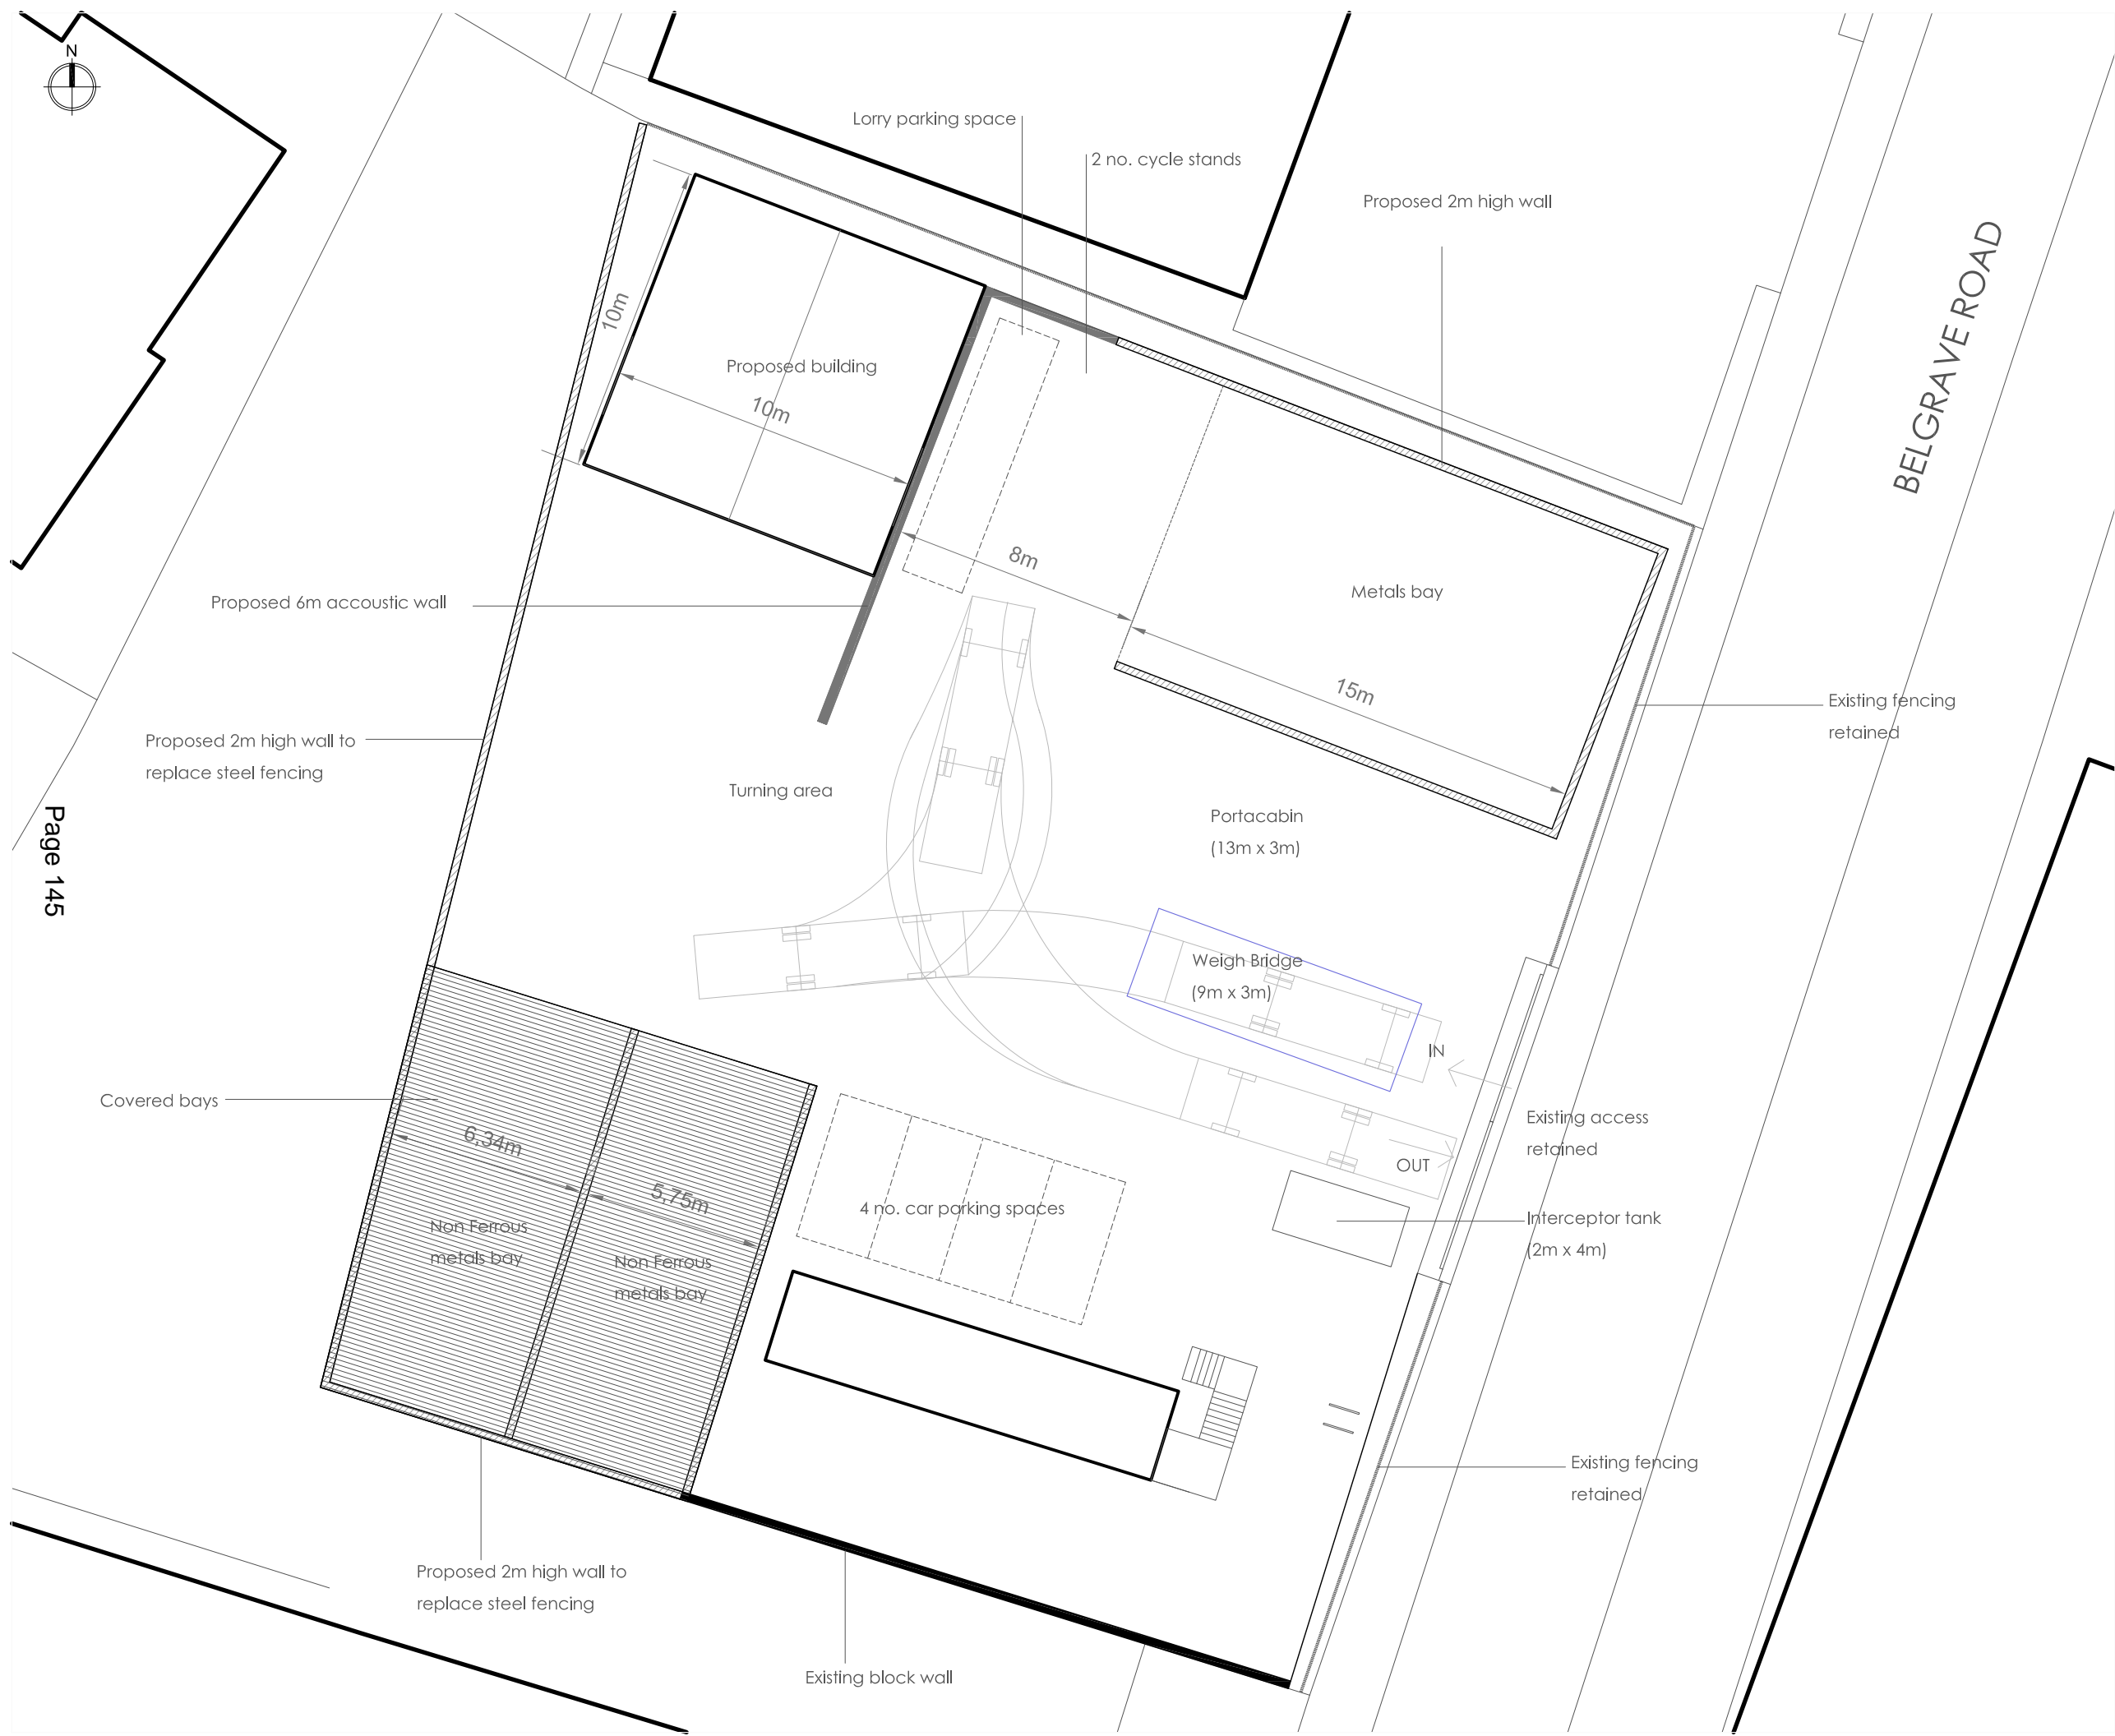 N
Lorry parking space
2 no. cycle stands
Proposed 2m high wall
BELGRAVE ROAD
10m
Proposed building
10m
8m
Metals bay
Proposed 6m accoustic wall
15m
Existing fencing
retained
Proposed 2m high wall to
replace steel fencing
Turning area
Portacabin
(13m x 3m)
Page 145
Weigh Bridge
(9m x 3m)
IN
Covered bays
Existing access
retained
6,34m
OUT
5,75m
4 no. car parking spaces
Interceptor tank
(2m x 4m)
Non Ferrous
metals bay
Non Ferrous
metals bay
Existing fencing
retained
Proposed 2m high wall to
replace steel fencing
Existing block wall